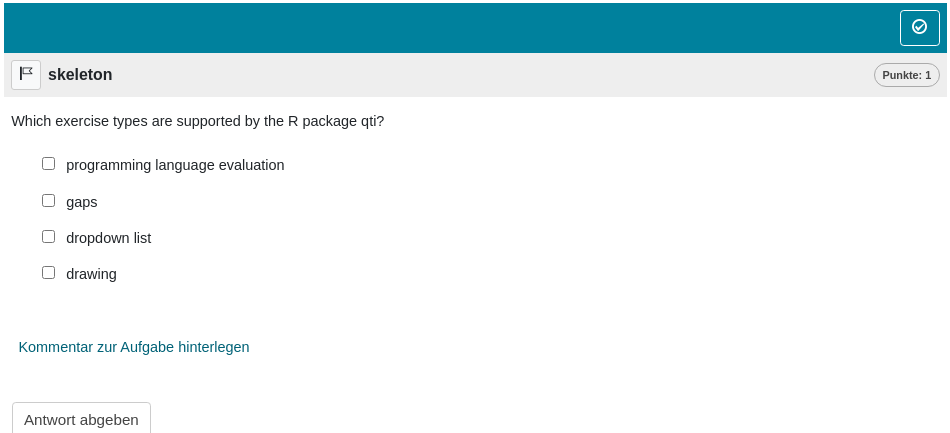 skeleton
Punkte: 1
Which exercise types are supported by the R package qti?
programming language evaluation
gaps
dropdown list
drawing
Kommentar zur Aufgabe hinterlegen
Antwort abgeben